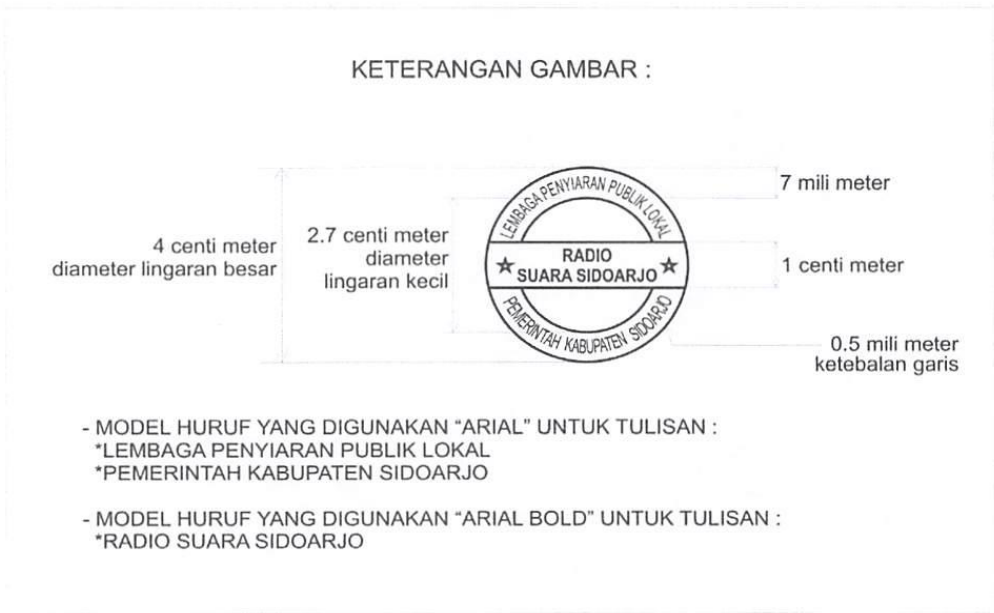 KETERANGAN GAMBAR :
4 centi meter
diameter lingaran besar
2.7 centi meter
diameter
lingaran kecil
LEMBAGA PENYIARAN PUBLIK LOKAL
RADIO
SUARA SIDOARJO
PEMERINTAH KABUPATEN SIDOARJO
7 mili meter
1 centi meter
0.5 mili meter
ketebalan garis
- MODEL HURUF YANG DIGUNAKAN “ARIAL” UNTUK TULISAN :
*LEMBAGA PENYIARAN PUBLIK LOKAL
*PEMERINTAH KABUPATEN SIDOARJO
- MODEL HURUF YANG DIGUNAKAN “ARIAL BOLD” UNTUK TULISAN :
*RADIO SUARA SIDOARJO